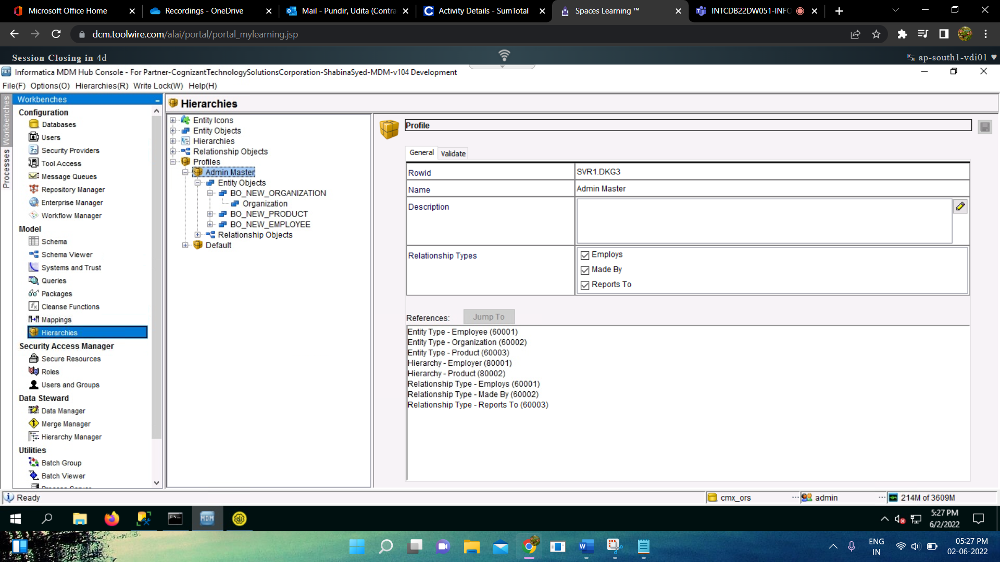 Microsoft Office Home
Recordings - OneDrive
Mail - Pundir, Udita (Contra
Activity Details - SumTotal
Spaces Learning ™
INTCDB22DW051-INFO
dcm.toolwire.com/alai/portal/portal_mylearning.jsp
Session Closing in 4d
ap-south1-vdi01 ♥
Informatica MDM Hub Console - For Partner-CognizantTechnologySolutionsCorporation-ShabinaSyed-MDM-v104 Development
File(F) Options(O) Hierarchies(R) Write Lock(W) Help(H)
Workbenches
Processes
Workbenches
Configuration
Databases
Users
Security Providers
Tool Access
Message Queues
Repository Manager
Enterprise Manager
Workflow Manager
Model
Schema
Schema Viewer
Systems and Trust
Queries
Packages
Cleanse Functions
Mappings
Hierarchies
Security Access Manager
Secure Resources
Roles
Users and Groups
Data Steward
Data Manager
Merge Manager
Hierarchy Manager
Utilities
Batch Group
Batch Viewer
Hierarchies
Entity Icons
Entity Objects
Hierarchies
Relationship Objects
Profiles
Admin Master
Entity Objects
BO_NEW_ORGANIZATION
Organization
BO_NEW_PRODUCT
BO_NEW_EMPLOYEE
Relationship Objects
Default
Profile
General Validate
Rowid SVR1.DKG3
Name Admin Master
Description
Relationship Types
Employs
Made By
Reports To
References: Jump To
Entity Type - Employee (60001)
Entity Type - Organization (60002)
Entity Type - Product (60003)
Hierarchy - Employer (80001)
Hierarchy - Product (80002)
Relationship Type - Employs (60001)
Relationship Type - Made By (60002)
Relationship Type - Reports To (60003)
Ready
cmx_ors
admin
214M of 3609M
MDM
5:27 PM
6/2/2022
ENG
IN
05:27 PM
02-06-2022